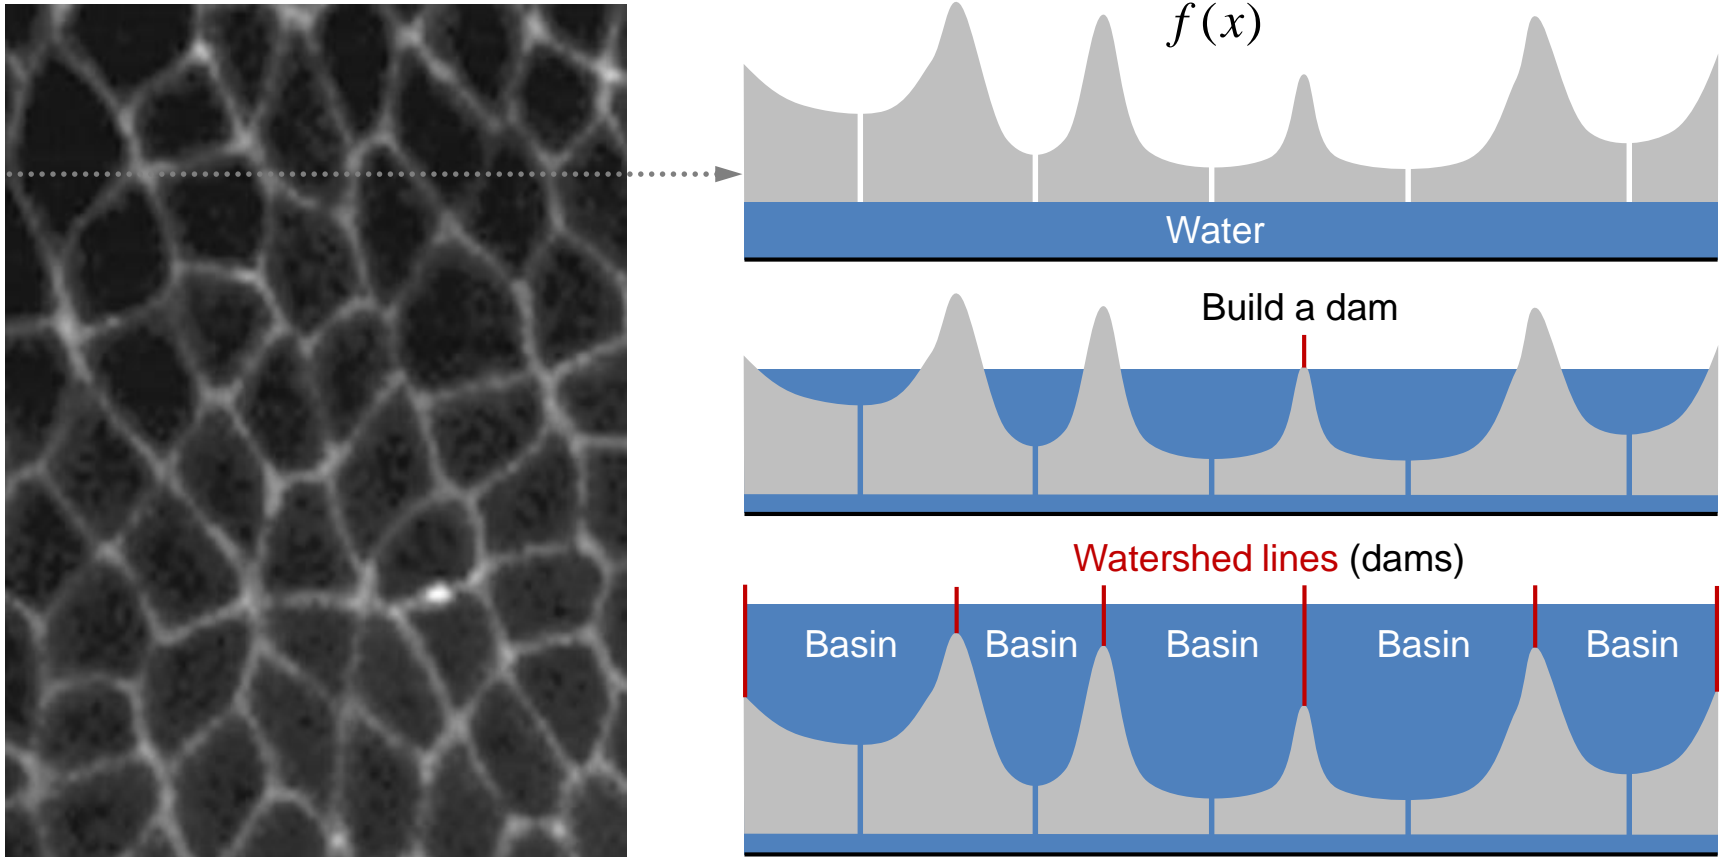 f(x)
Water
Build a dam
Watershed lines (dams)
Basin Basin Basin Basin Basin